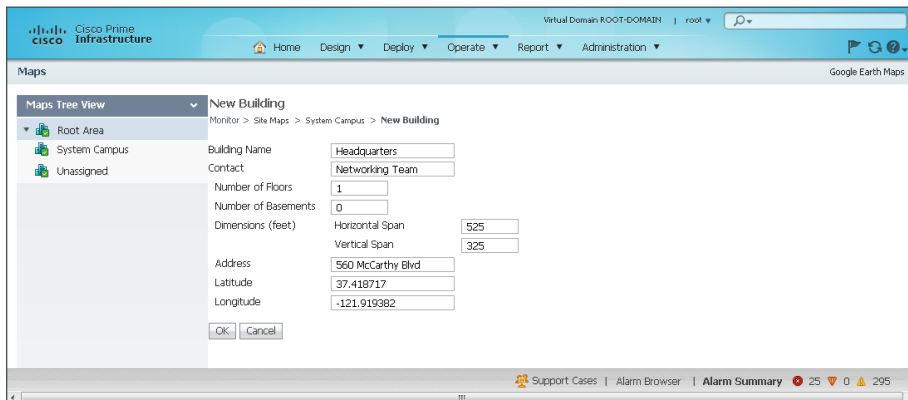 Virtual Domain ROOT-DOMAIN | root
Cisco Prime
CISCO Infrastructure
Home Design Deploy Operate Report Administration
Maps
Google Earth Maps
Maps Tree View
Root Area
System Campus
Unassigned
New Building
Monitor > Site Maps > System Campus > New Building
Building Name Headquarters
Contact Networking Team
Number of Floors 1
Number of Basements 0
Dimensions (feet) Horizontal Span 525
Vertical Span 325
Address 560 McCarthy Blvd
Latitude 37.418717
Longitude -121.919382
OK Cancel
Support Cases | Alarm Browser | Alarm Summary 25 0 295